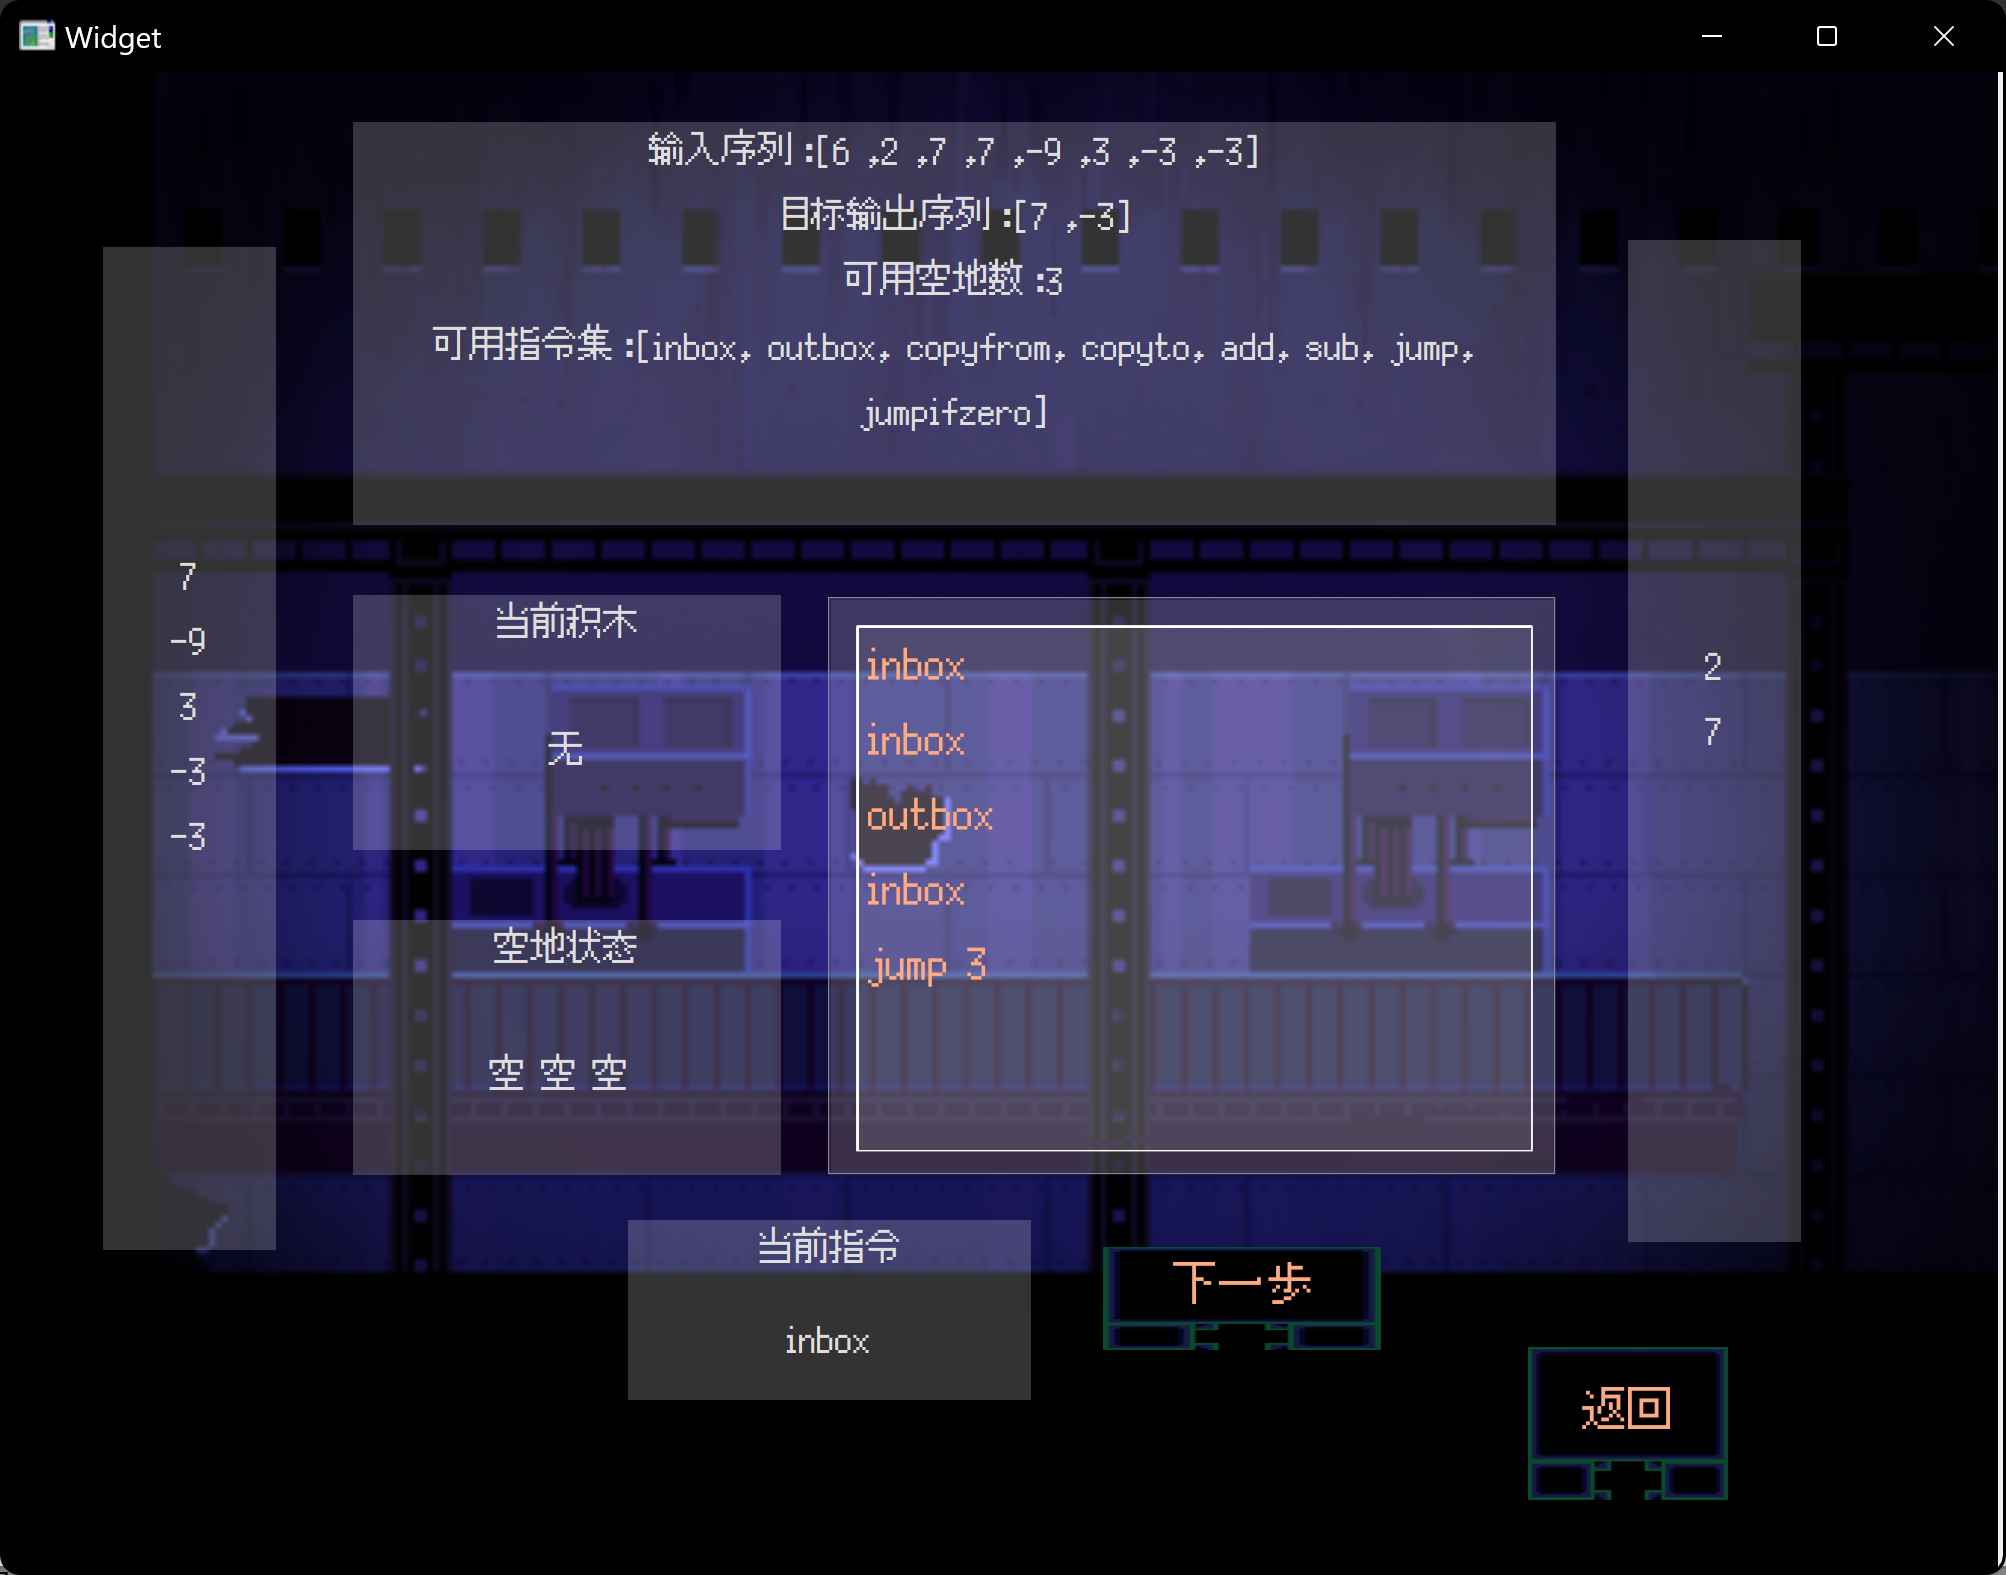 Widget
输入序列 :[6 ,2 ,7 ,7 ,-9 ,3 ,-3 ,-3]
目标输出序列 :[7 ,-3]
可用空地数 :3
可用指令集 :[inbox, outbox, copyfrom, copyto, add, sub, jump,
jumpifzero]
7
-9
3
-3
-3
当前积木
无
空地状态
空 空 空
inbox
inbox
outbox
inbox
jump 3
2
7
当前指令
inbox
下一步
返回